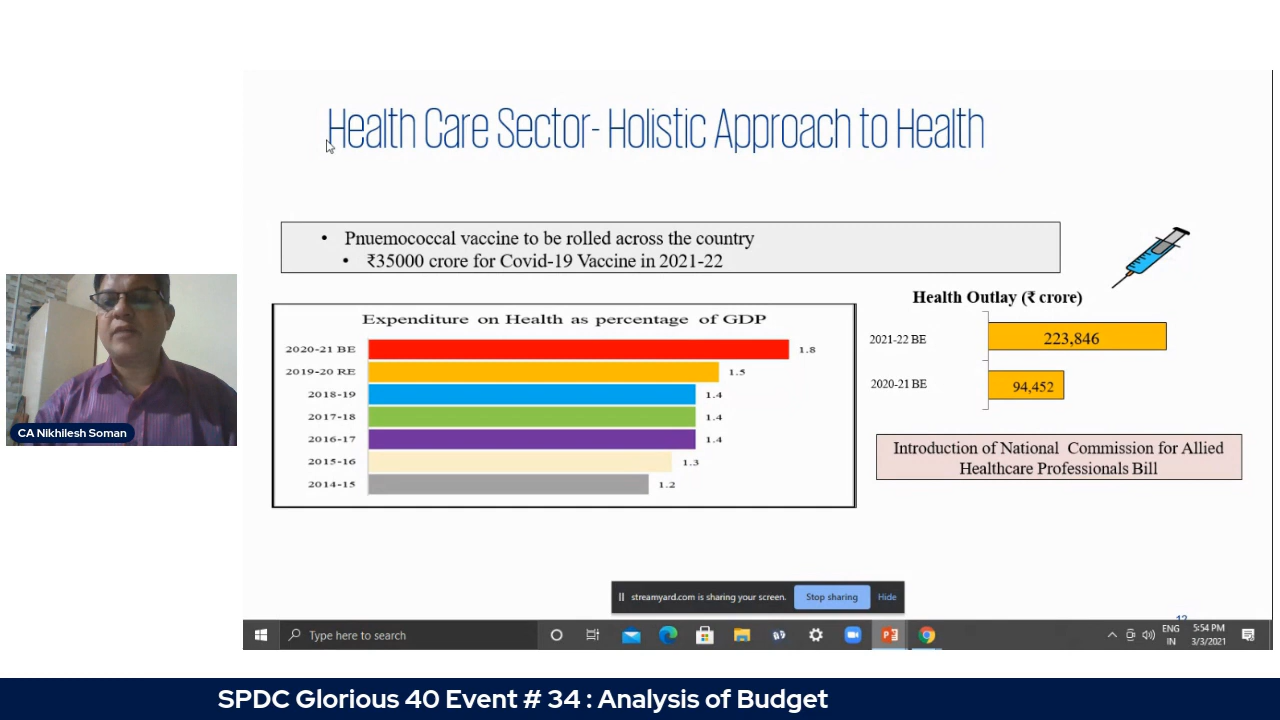 Health Care Sector- Holistic Approach to Health
• Pnuemococcal vaccine to be rolled across the country
• ₹35000 crore for Covid-19 Vaccine in 2021-22
Expenditure on Health as percentage of GDP
2020-21 BE 1.8
2019-20 RE 1.5
2018-19 1.4
2017-18 1.4
2016-17 1.4
2015-16 1.3
2014-15 1.2
Health Outlay (₹ crore)
2021-22 BE 223,846
2020-21 BE 94,452
Introduction of National Commission for Allied
Healthcare Professionals Bill
CA Nikhilesh Soman
streamyard.com is sharing your screen. Stop sharing Hide
Type here to search
ENG
IN
5:54 PM
3/3/2021
SPDC Glorious 40 Event # 34 : Analysis of Budget